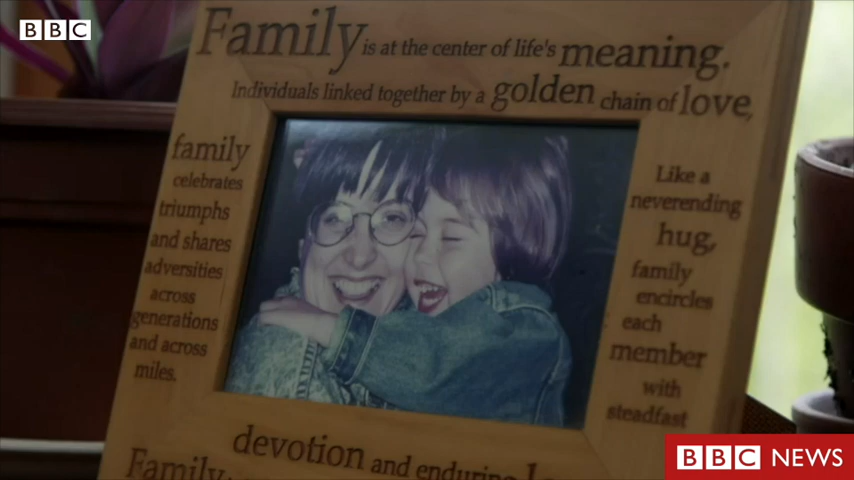 BBC
Family is at the center of life's meaning.
Individuals linked together by a golden chain of love,
family
celebrates
triumphs
and shares
adversities
across
generations
and across
miles.
Like a
neverending
hug,
family
encircles
each
member
with
steadfast
devotion and enduring
Family
BBC NEWS